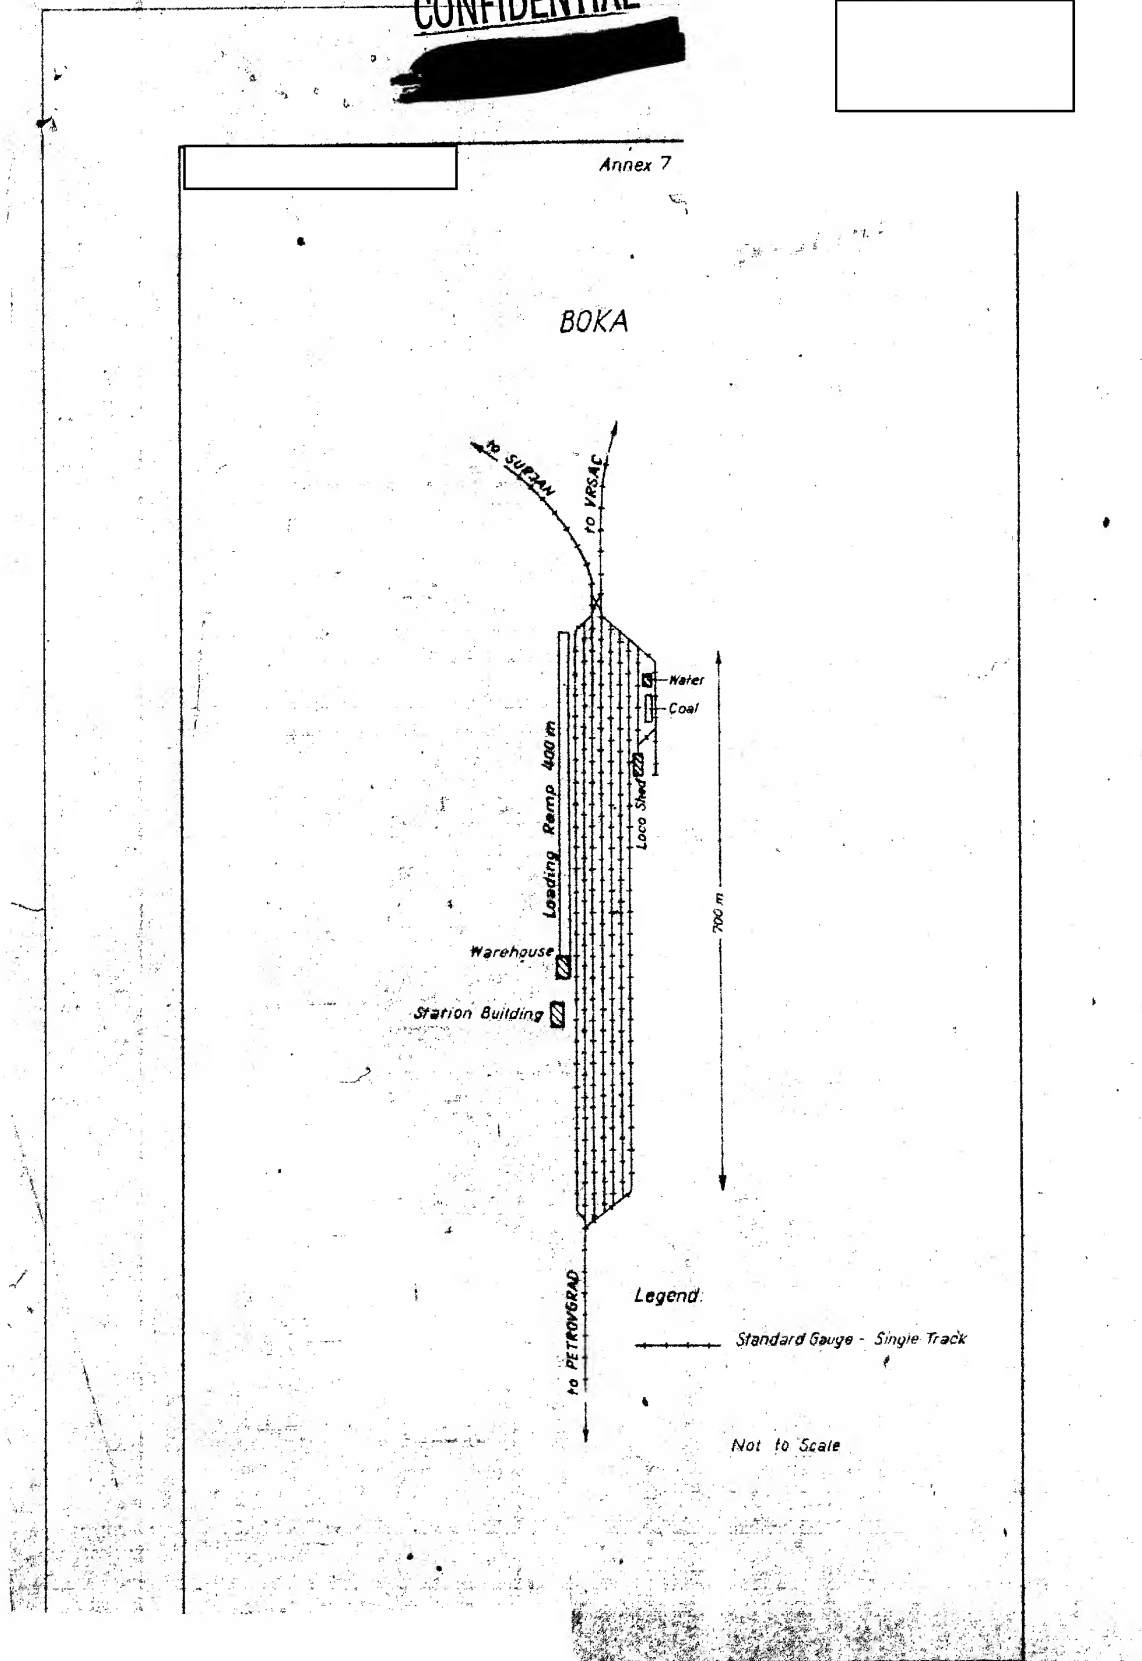 CONFIDENTIAL
Annex 7
BOKA
to SURJAN
to VRSAC
Water
Coal
Loco Shed
Loading Ramp 400 m
700 m
Warehouse
Station Building
to PETROVGRAD
Legend:
Standard Gauge - Single Track
Not to Scale